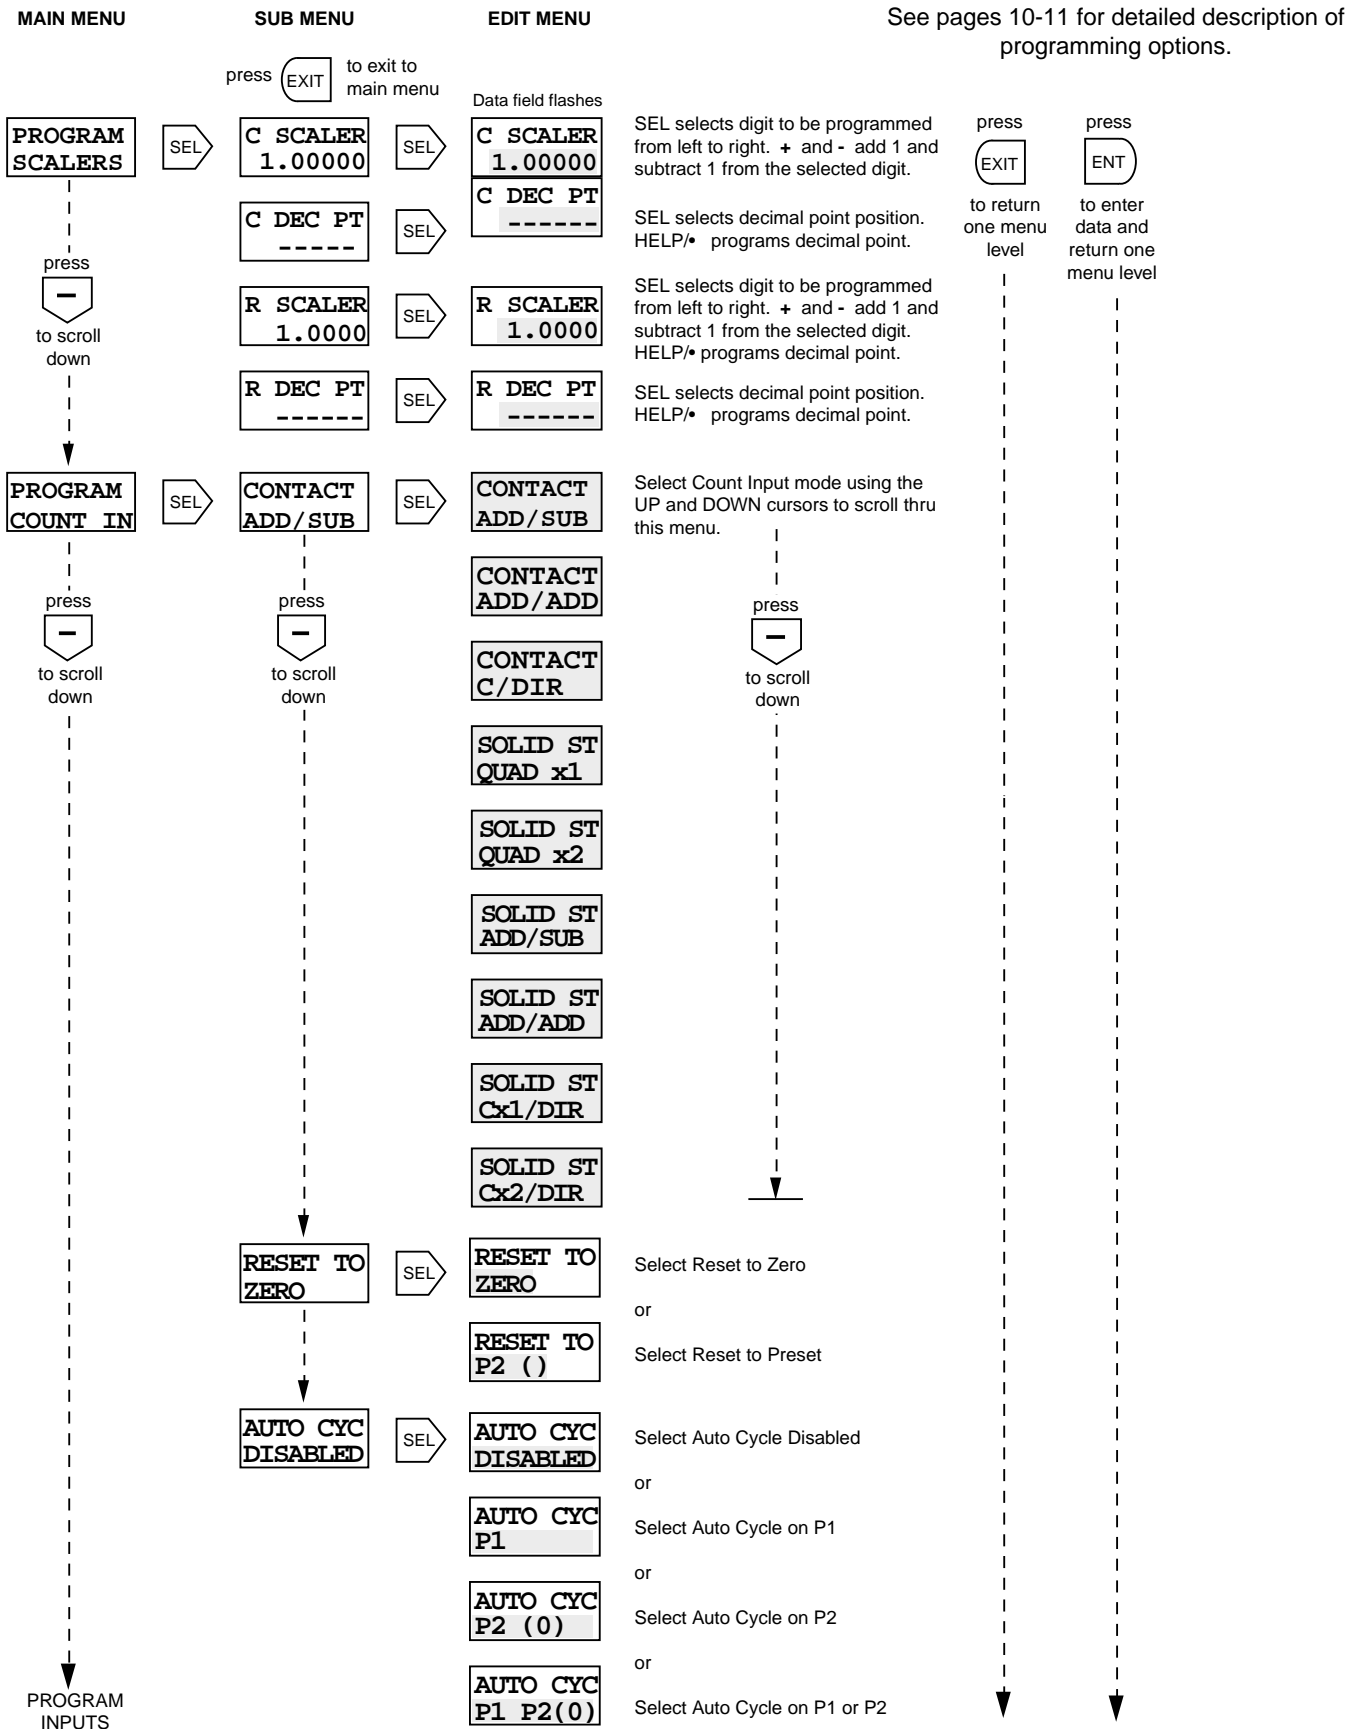 MAIN MENU
SUB MENU
EDIT MENU
See pages 10-11 for detailed description of
programming options.
press
EXIT
to exit to
main menu
Data field flashes
PROGRAM
SCALERS
SEL
C SCALER
1.00000
SEL
C SCALER
1.00000
SEL selects digit to be programmed
from left to right. + and - add 1 and
subtract 1 from the selected digit.
press
EXIT
to return
one menu
level
press
ENT
to enter
data and
return one
menu level
C DEC PT
-----
SEL
C DEC PT
------
SEL selects decimal point position.
HELP/• programs decimal point.
press
−
to scroll
down
R SCALER
1.0000
SEL
R SCALER
1.0000
SEL selects digit to be programmed
from left to right. + and - add 1 and
subtract 1 from the selected digit.
HELP/• programs decimal point.
R DEC PT
------
SEL
R DEC PT
------
SEL selects decimal point position.
HELP/• programs decimal point.
PROGRAM
COUNT IN
SEL
CONTACT
ADD/SUB
SEL
CONTACT
ADD/SUB
Select Count Input mode using the
UP and DOWN cursors to scroll thru
this menu.
press
−
to scroll
down
press
−
to scroll
down
CONTACT
ADD/ADD
press
−
to scroll
down
CONTACT
C/DIR
SOLID ST
QUAD x1
SOLID ST
QUAD x2
SOLID ST
ADD/SUB
SOLID ST
ADD/ADD
SOLID ST
Cx1/DIR
SOLID ST
Cx2/DIR
RESET TO
ZERO
SEL
RESET TO
ZERO
Select Reset to Zero
or
RESET TO
P2 ()
Select Reset to Preset
AUTO CYC
DISABLED
SEL
AUTO CYC
DISABLED
Select Auto Cycle Disabled
or
AUTO CYC
P1
Select Auto Cycle on P1
or
AUTO CYC
P2 (0)
Select Auto Cycle on P2
or
AUTO CYC
P1 P2(0)
Select Auto Cycle on P1 or P2
PROGRAM
INPUTS